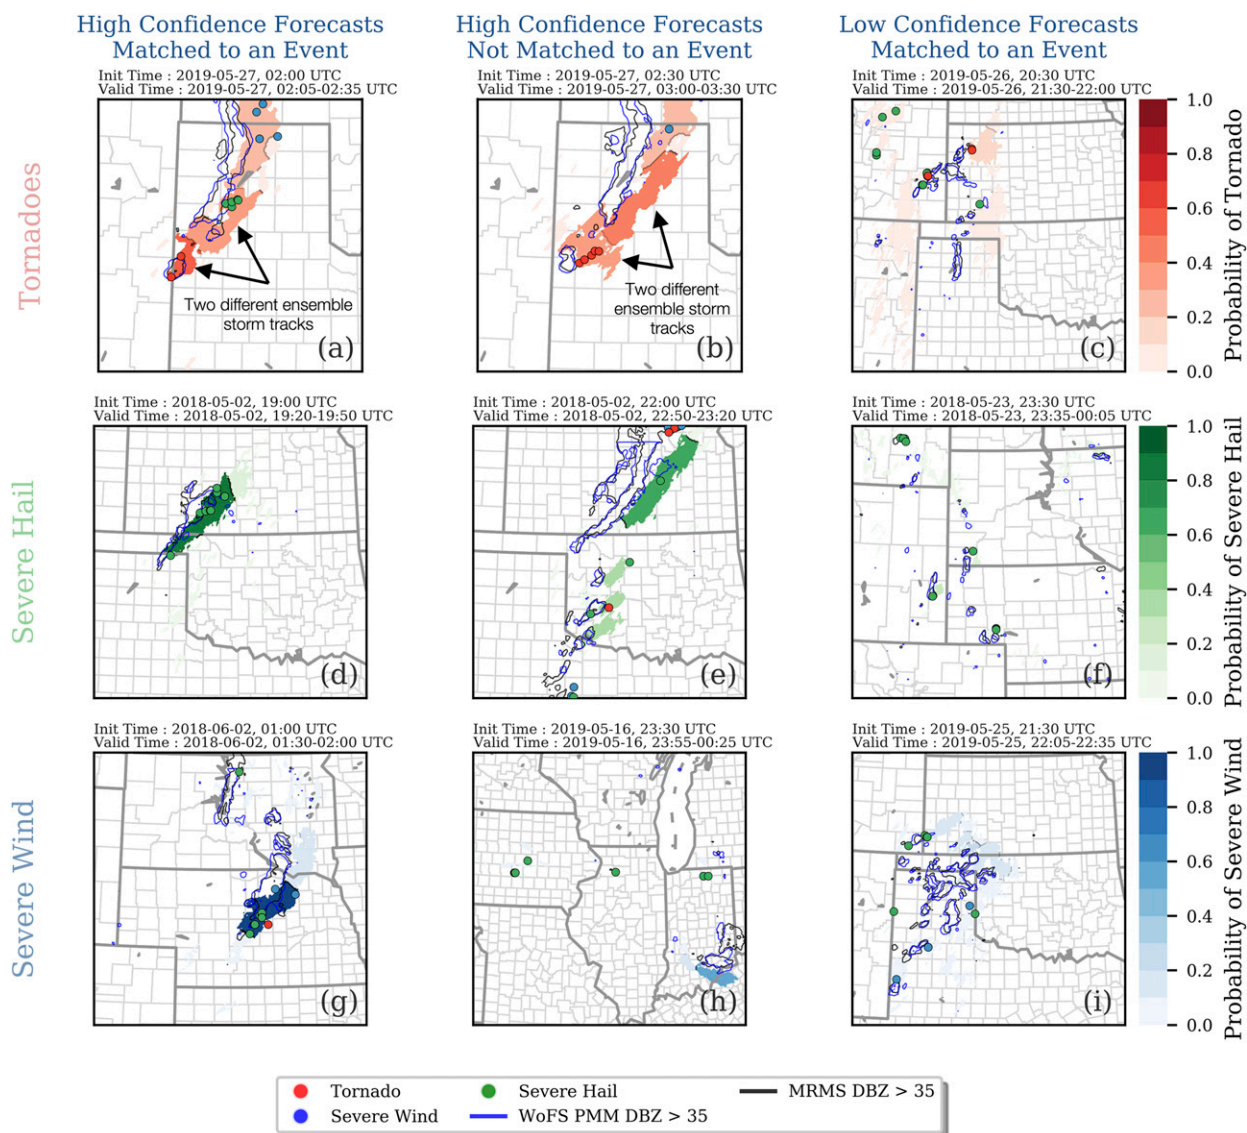 High Confidence Forecasts
Matched to an Event
High Confidence Forecasts
Not Matched to an Event
Low Confidence Forecasts
Matched to an Event
Tornadoes
Init Time : 2019-05-27, 02:00 UTC
Valid Time : 2019-05-27, 02:05-02:35 UTC
Two different ensemble
storm tracks
(a)
Init Time : 2019-05-27, 02:30 UTC
Valid Time : 2019-05-27, 03:00-03:30 UTC
Two different
ensemble storm
tracks
(b)
Init Time : 2019-05-26, 20:30 UTC
Valid Time : 2019-05-26, 21:30-22:00 UTC
(c)
1.0
0.8
0.6
0.4
0.2
0.0
Probability of Tornado
Severe Hail
Init Time : 2018-05-02, 19:00 UTC
Valid Time : 2018-05-02, 19:20-19:50 UTC
(d)
Init Time : 2018-05-02, 22:00 UTC
Valid Time : 2018-05-02, 22:50-23:20 UTC
(e)
Init Time : 2018-05-23, 23:30 UTC
Valid Time : 2018-05-23, 23:35-00:05 UTC
(f)
1.0
0.8
0.6
0.4
0.2
0.0
Probability of Severe Hail
Severe Wind
Init Time : 2018-06-02, 01:00 UTC
Valid Time : 2018-06-02, 01:30-02:00 UTC
(g)
Init Time : 2019-05-16, 23:30 UTC
Valid Time : 2019-05-16, 23:55-00:25 UTC
(h)
Init Time : 2019-05-25, 21:30 UTC
Valid Time : 2019-05-25, 22:05-22:35 UTC
(i)
1.0
0.8
0.6
0.4
0.2
0.0
Probability of Severe Wind
Tornado
Severe Hail
MRMS DBZ > 35
Severe Wind
WoFS PMM DBZ > 35